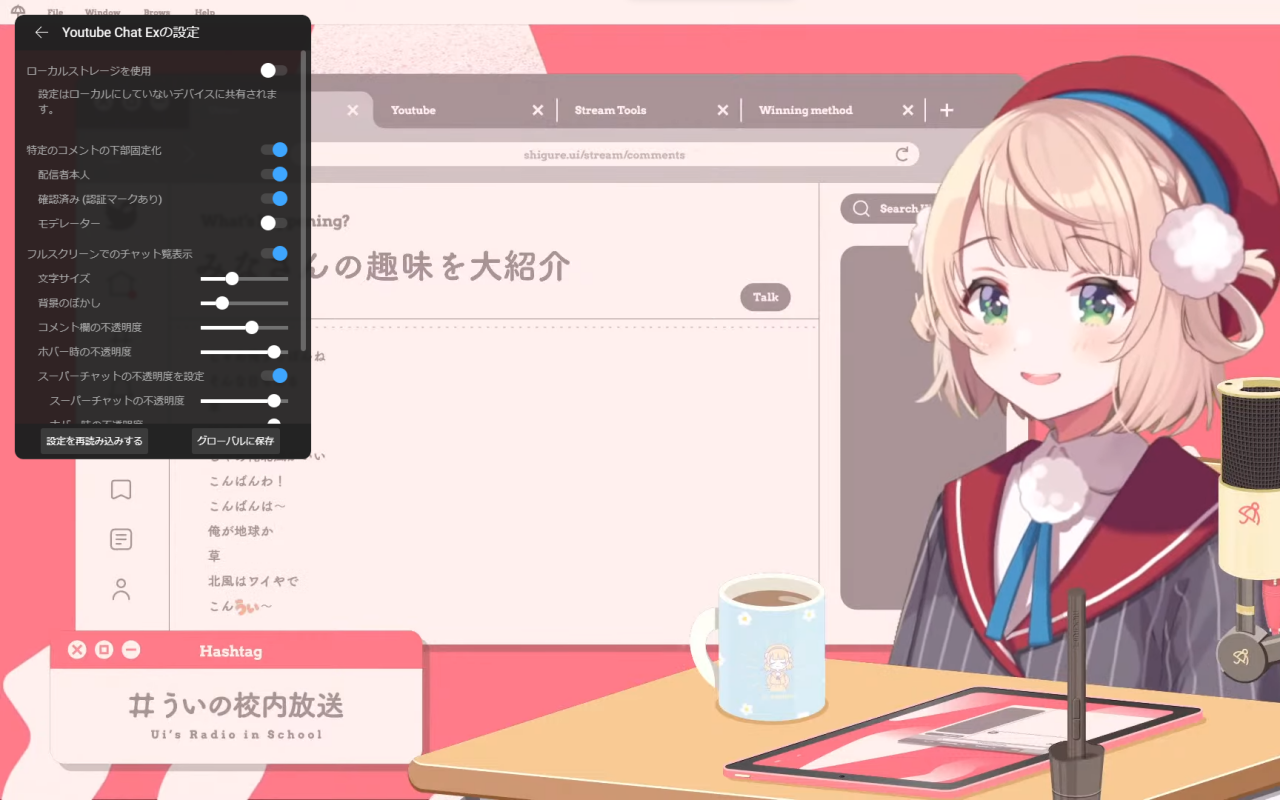 File Window Brows Help
Youtube Chat Exの設定
ローカルストレージを使用
設定はローカルにしていないデバイスに共有されま
す。
特定のコメントの下部固定化
配信者本人
確認済み (認証マークあり)
モデレーター
フルスクリーンでのチャット覧表示
文字サイズ
背景のぼかし
コメント欄の不透明度
ホバー時の不透明度
スーパーチャットの不透明度を設定
スーパーチャットの不透明度
設定を再読み込みする
グローバルに保存
Youtube
Stream Tools
Winning method
shigure.ui/stream/comments
Search
みなさんの趣味を大紹介
Talk
こんばんわ！
こんばんは～
俺が地球か
草
北風はワイヤで
こんうい～
Hashtag
#ういの校内放送
Ui's Radio in School